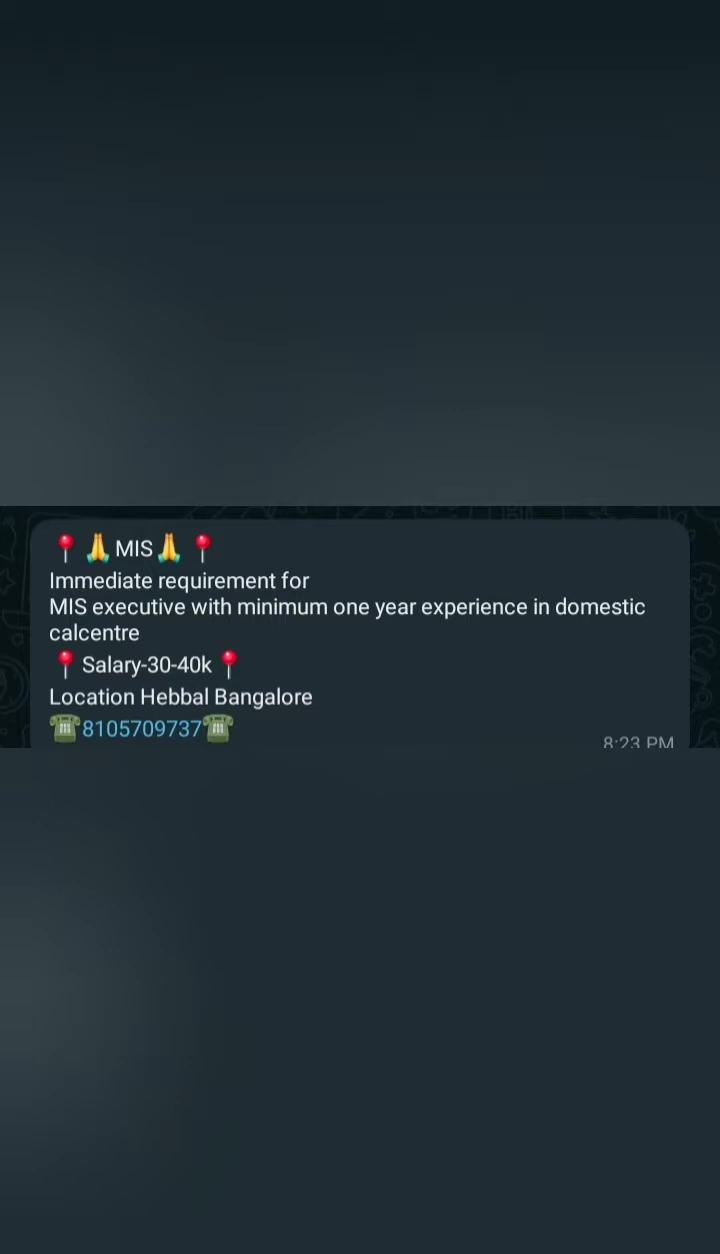 📍🙏MIS🙏📍
Immediate requirement for
MIS executive with minimum one year experience in domestic
calcentre
📍Salary-30-40k📍
Location Hebbal Bangalore
☎8105709737☎
8:23 PM